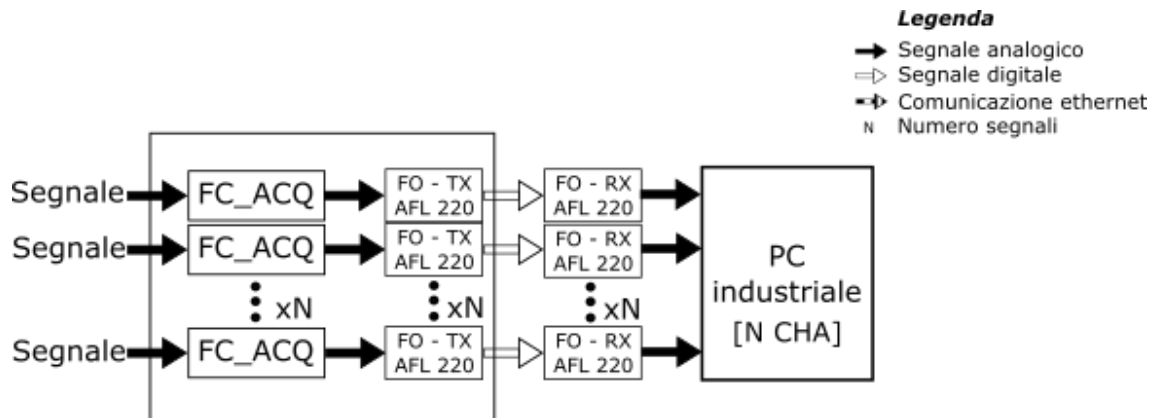 Legenda
Segnale analogico
Segnale digitale
Comunicazione ethernet
N Numero segnali
Segnale FC_ACQ FO - TX AFL 220 FO - RX AFL 220
Segnale FC_ACQ FO - TX AFL 220 FO - RX AFL 220
xN xN xN
Segnale FC_ACQ FO - TX AFL 220 FO - RX AFL 220
PC
industriale
[N CHA]